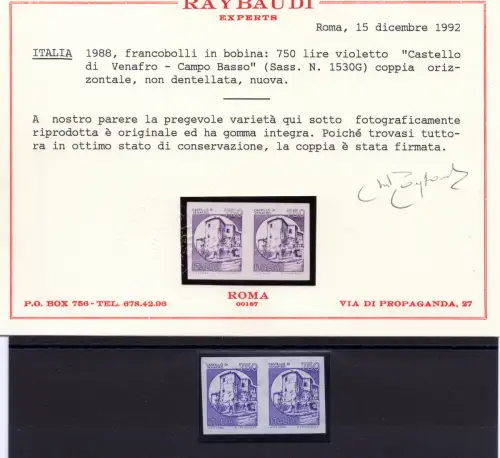 RAYBAUDI
EXPERTS
Roma, 15 dicembre 1992
ITALIA 1988, francobolli in bobina: 750 lire violetto "Castello
di Venafro - Campo Basso" (Sass. N. 1530G) coppia oriz-
zontale, non dentellata, nuova.
A nostro parere la pregevole varietà qui sotto fotograficamente
riprodotta è originale ed ha gomma integra. Poiché trovasi tutto-
ra in ottimo stato di conservazione, la coppia è stata firmata.
ROMA
00187
P.O. BOX 756 - TEL. 678.42.96
VIA DI PROPAGANDA, 27